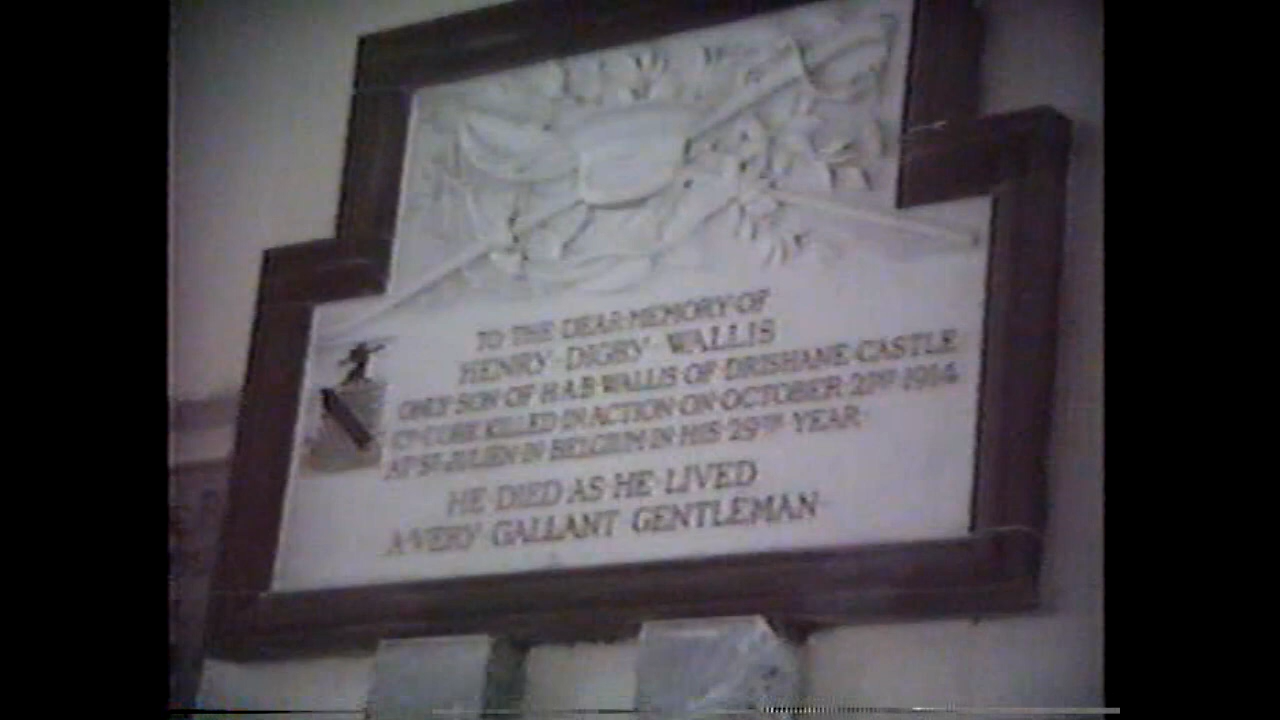 TO·THE·DEAR·MEMORY·OF
HENRY·DIGBY·WALLIS
ONLY·SON·OF·H·A·B·WALLIS·OF·DRISHANE·CASTLE
CO·CORK·KILLED·IN·ACTION·ON·OCTOBER·21ST·1914
AT·ST·JULIEN·IN·BELGIUM·IN·HIS·29TH·YEAR·
HE·DIED·AS·HE·LIVED
A·VERY·GALLANT·GENTLEMAN